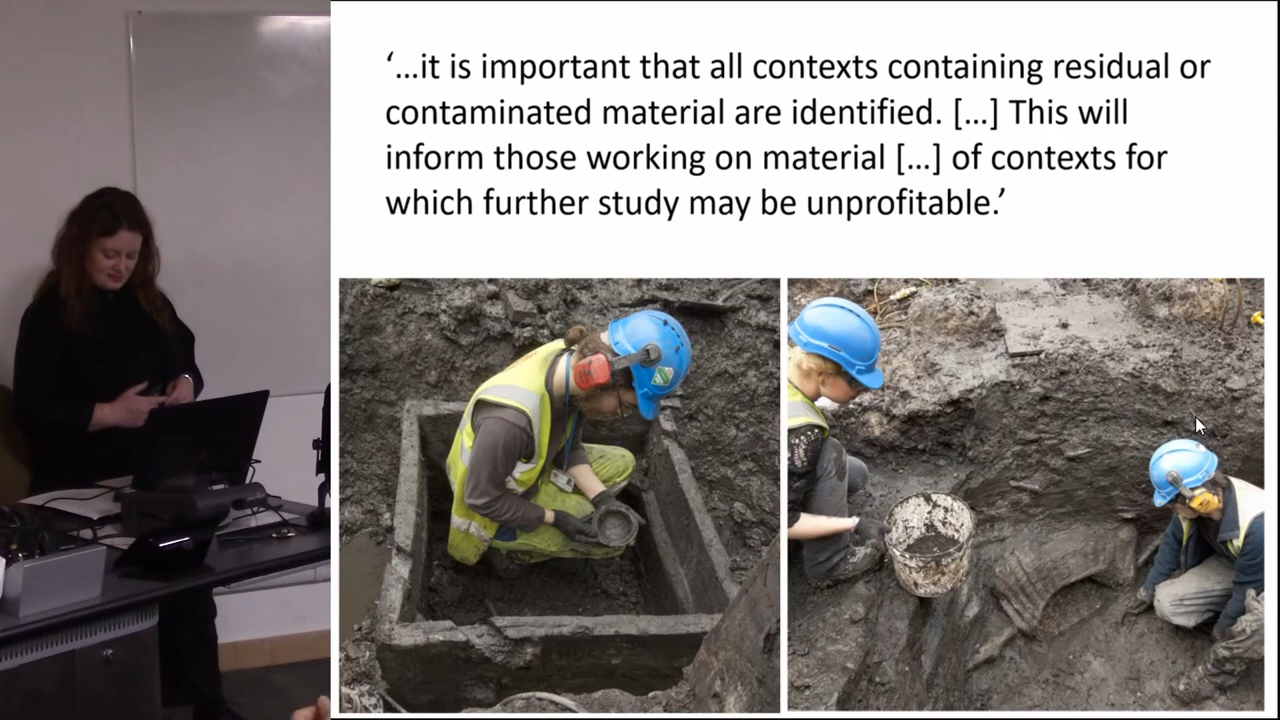 ‘...it is important that all contexts containing residual or
contaminated material are identified. [...] This will
inform those working on material [...] of contexts for
which further study may be unprofitable.’